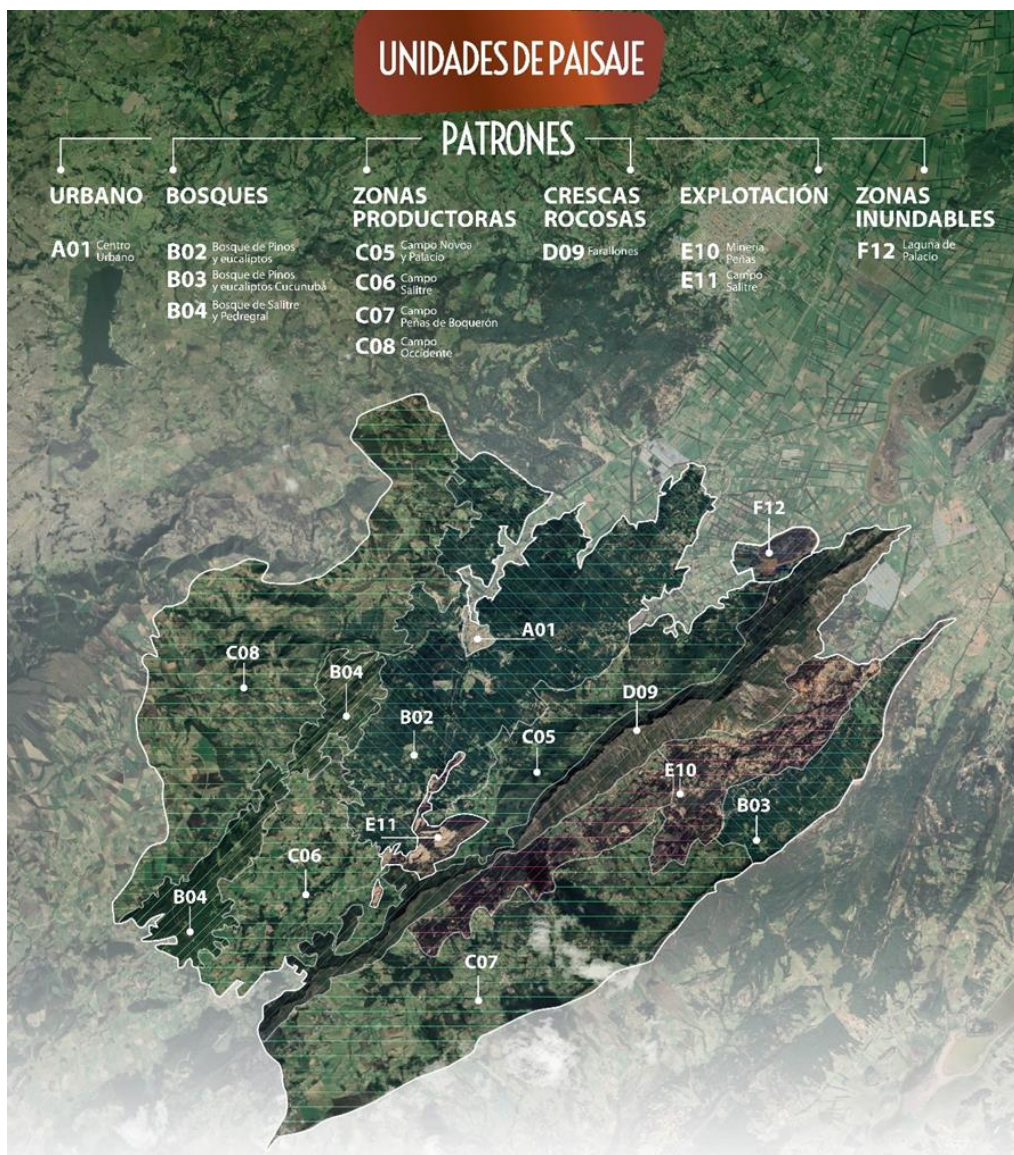 UNIDADES DE PAISAJE
PATRONES
URBANO
A01 Centro
Urbano
BOSQUES
B02 Bosque de Pinos
y eucaliptos
B03 Bosque de Pinos
y eucaliptos Cucunubá
B04 Bosque de Salitre
y Pedregral
ZONAS
PRODUCTORAS
C05 Campo Novoa
y Palacio
C06 Campo
Salitre
C07 Campo
Peñas de Boquerón
C08 Campo
Occidente
CRESCAS
ROCOSAS
D09 Farallones
EXPLOTACIÓN
E10 Minería
Peñas
E11 Campo
Salitre
ZONAS
INUNDABLES
F12 Laguna de
Palacio
F12
A01
C08
B04
D09
B02
C05
E10
B03
E11
C06
B04
C07